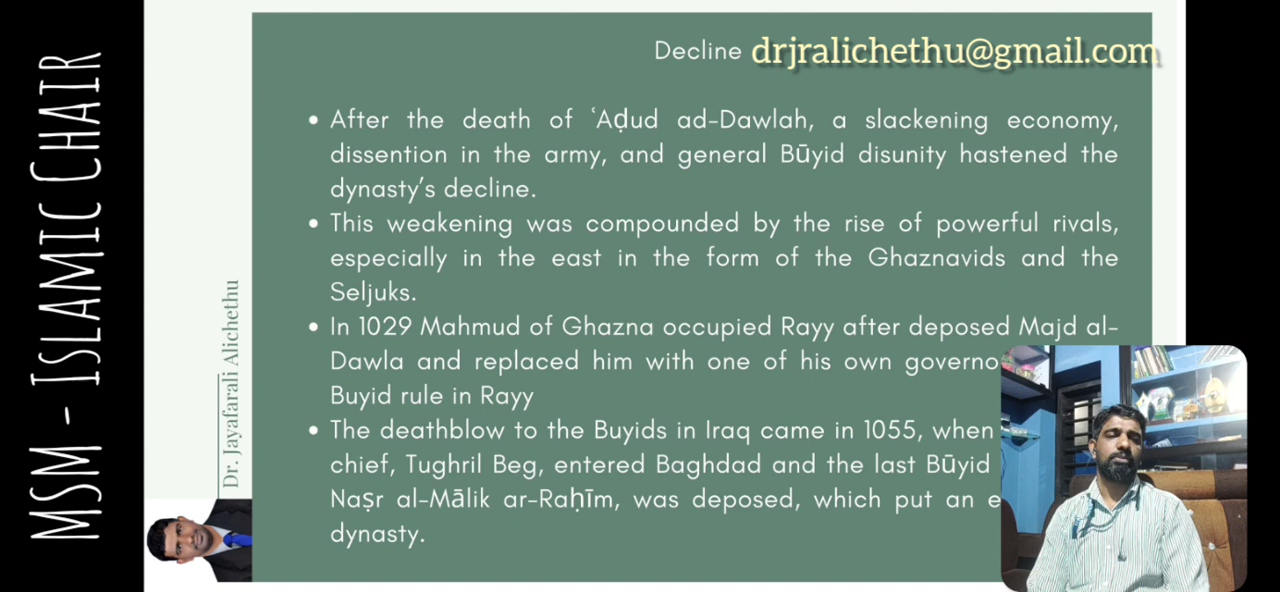 MSM - ISLAMIC CHAIR
Dr. Jayafarali Alichethu
Decline drjralichethu@gmail.com
• After the death of ʿAḍud ad-Dawlah, a slackening economy,
dissention in the army, and general Būyid disunity hastened the
dynasty's decline.
• This weakening was compounded by the rise of powerful rivals,
especially in the east in the form of the Ghaznavids and the
Seljuks.
• In 1029 Mahmud of Ghazna occupied Rayy after deposed Majd al-
Dawla and replaced him with one of his own
Buyid rule in Rayy
• The deathblow to the Buyids in Iraq came in 1055, when
chief, Tughril Beg, entered Baghdad and the last Būyid
Naṣr al-Mālik ar-Raḥīm, was deposed, which put an
dynasty.